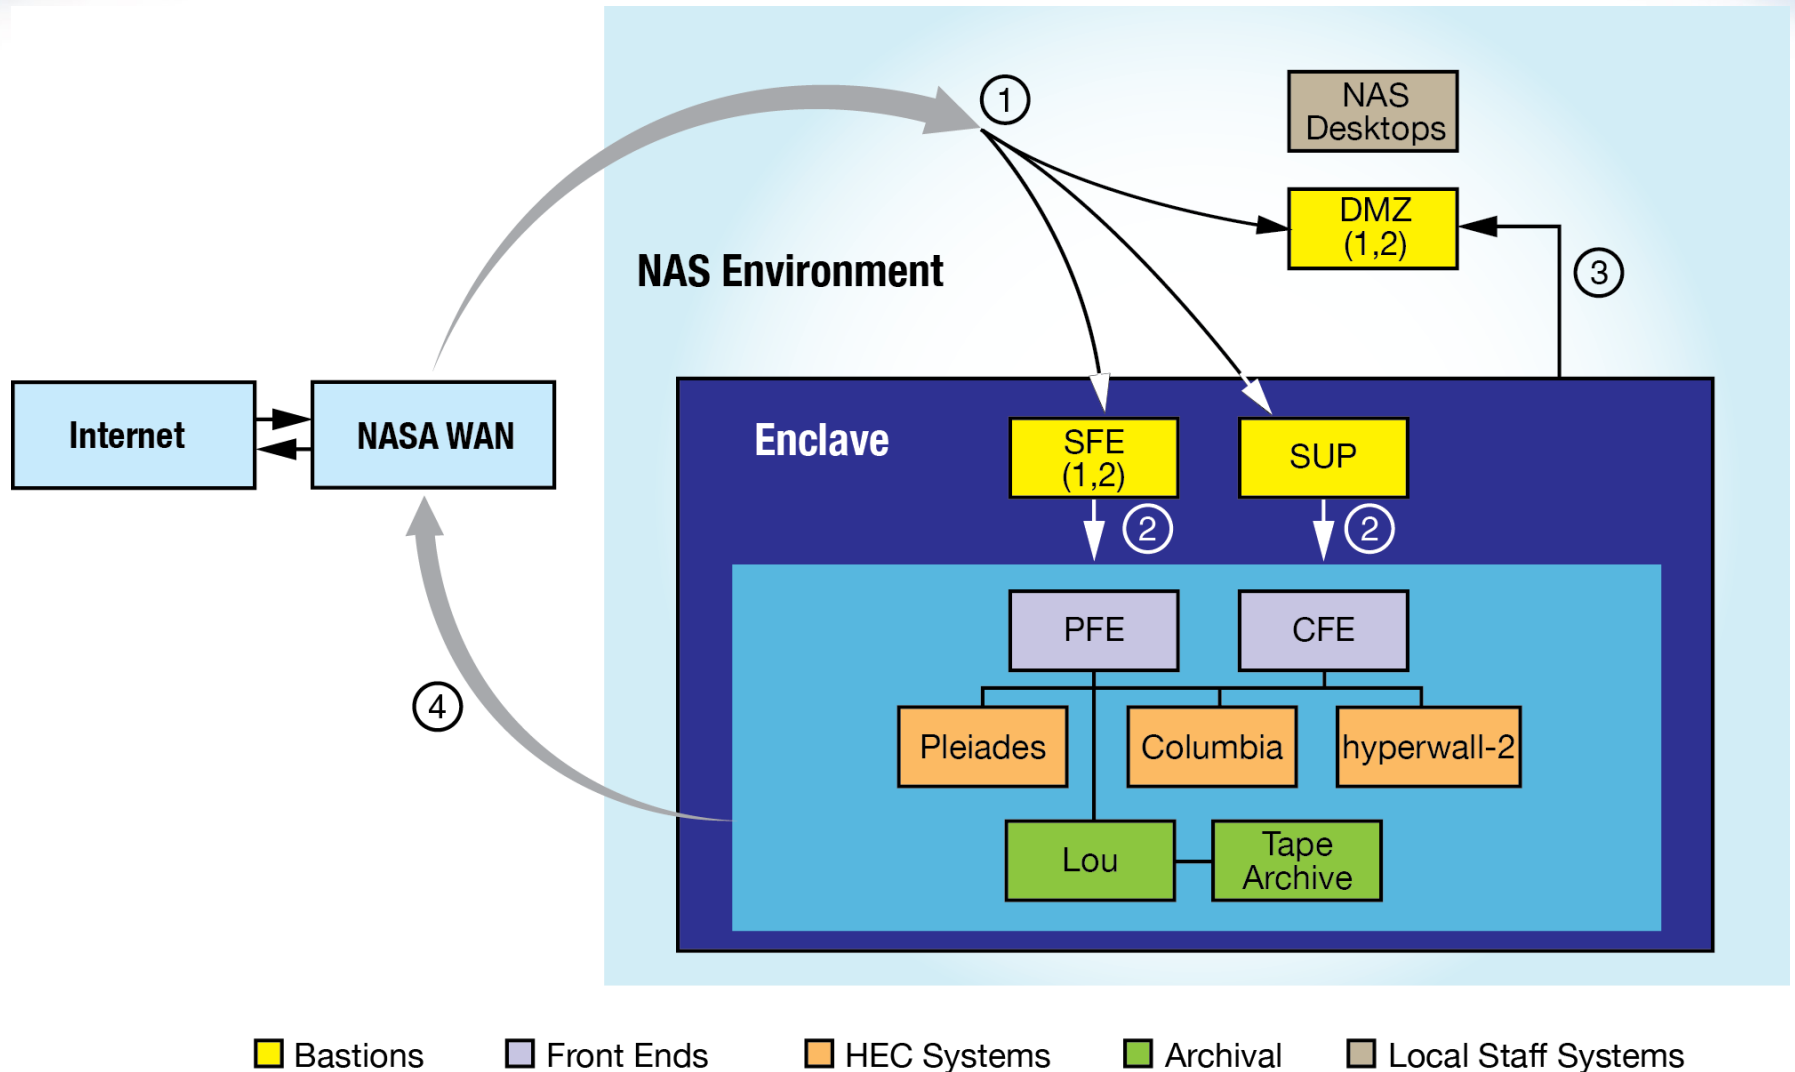 1
NAS
Desktops
DMZ
(1,2)
NAS Environment
3
Internet
NASA WAN
Enclave
SFE
(1,2)
SUP
2
2
PFE
CFE
4
Pleiades
Columbia
hyperwall-2
Lou
Tape
Archive
Bastions
Front Ends
HEC Systems
Archival
Local Staff Systems